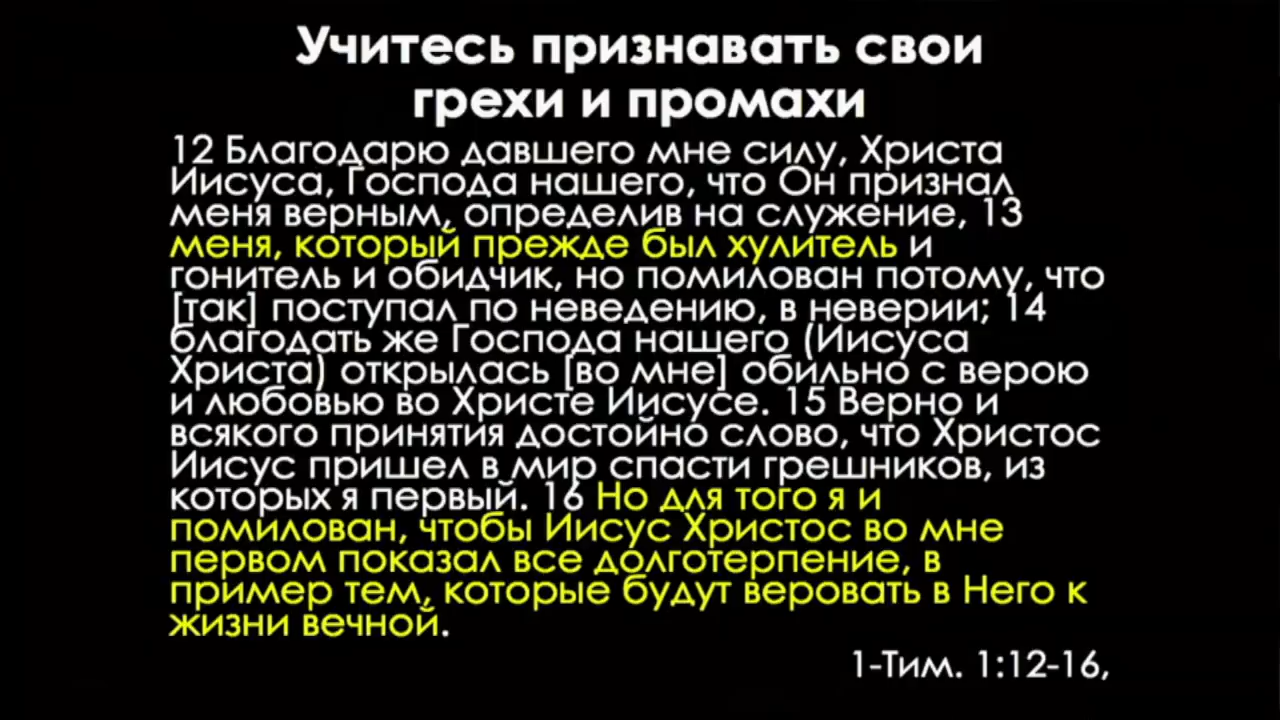 Учитесь признавать свои
грехи и промахи
12 Благодарю давшего мне силу, Христа
Иисуса, Господа нашего, что Он признал
меня верным, определив на служение, 13
меня, который прежде был хулитель и
гонитель и обидчик, но помилован потому, что
[так] поступал по неведению, в неверии; 14
благодать же Господа нашего (Иисуса
Христа) открылась [во мне] обильно с верою
и любовью во Христе Иисусе. 15 Верно и
всякого принятия достойно слово, что Христос
Иисус пришел в мир спасти грешников, из
которых я первый. 16 Но для того я и
помилован, чтобы Иисус Христос во мне
первом показал все долготерпение, в
пример тем, которые будут веровать в Него к
жизни вечной.
1-Тим. 1:12-16,